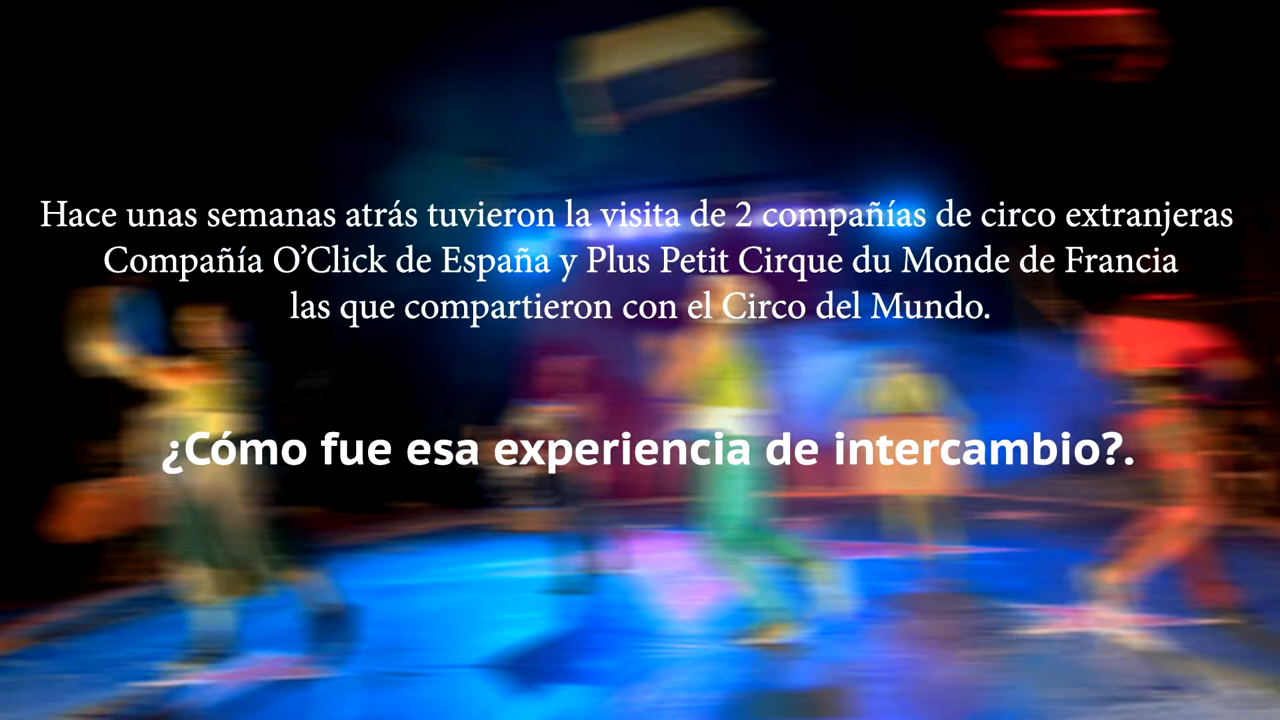 Hace unas semanas atrás tuvieron la visita de 2 compañías de circo extranjeras
Compañía O’Click de España y Plus Petit Cirque du Monde de Francia
las que compartieron con el Circo del Mundo.
¿Cómo fue esa experiencia de intercambio?.